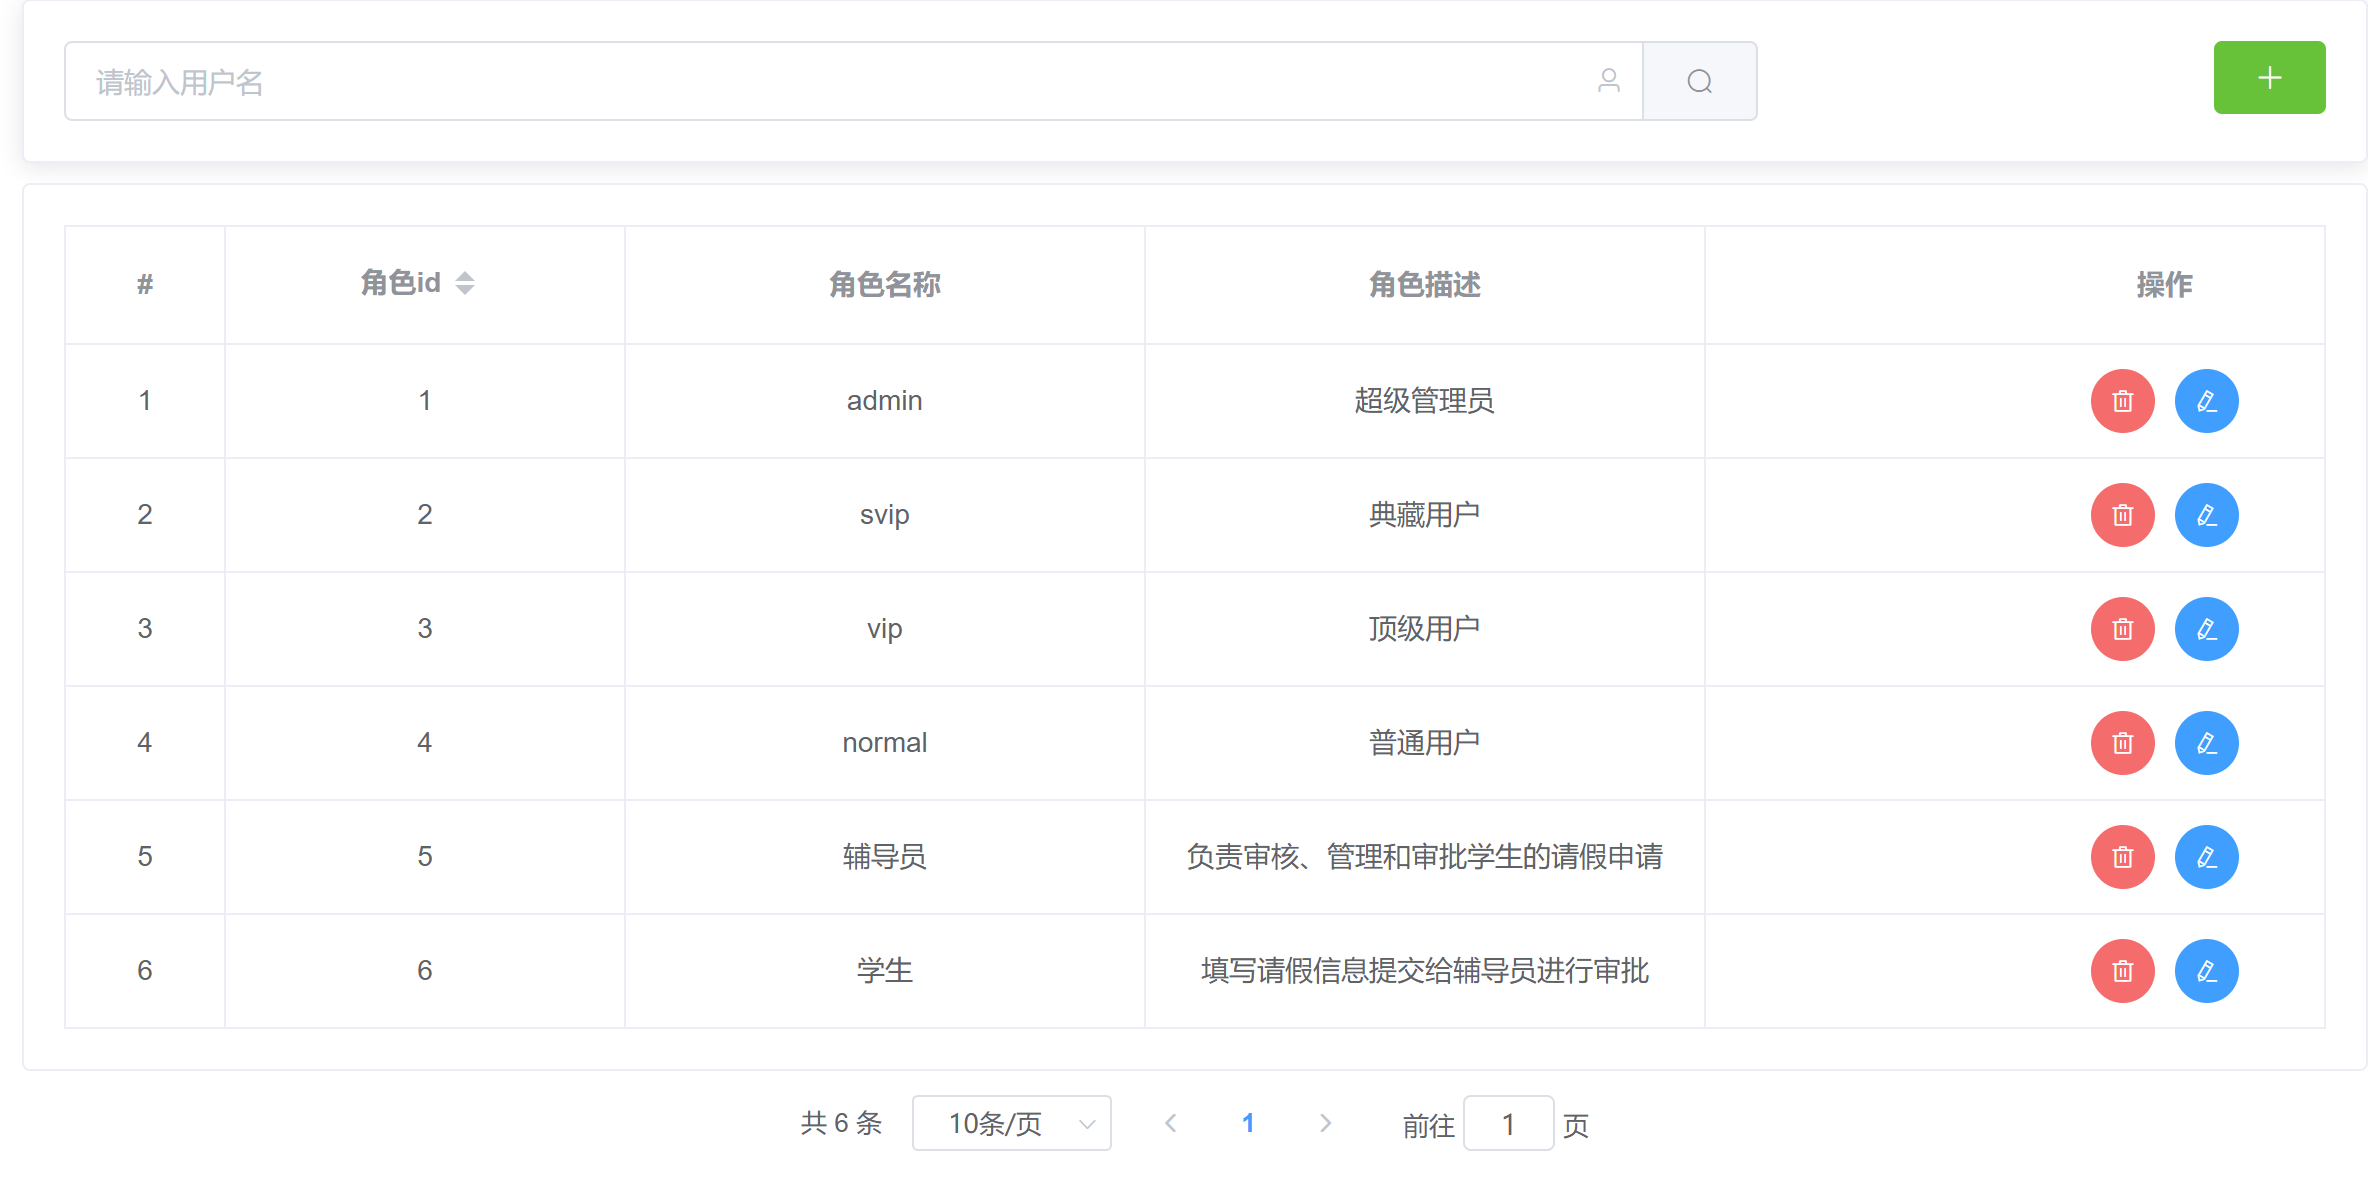 请输入用户名
# 角色id 角色名称 角色描述 操作
1 1 admin 超级管理员
2 2 svip 典藏用户
3 3 vip 顶级用户
4 4 normal 普通用户
5 5 辅导员 负责审核、管理和审批学生的请假申请
6 6 学生 填写请假信息提交给辅导员进行审批
共 6 条 10条/页 1 前往 1 页